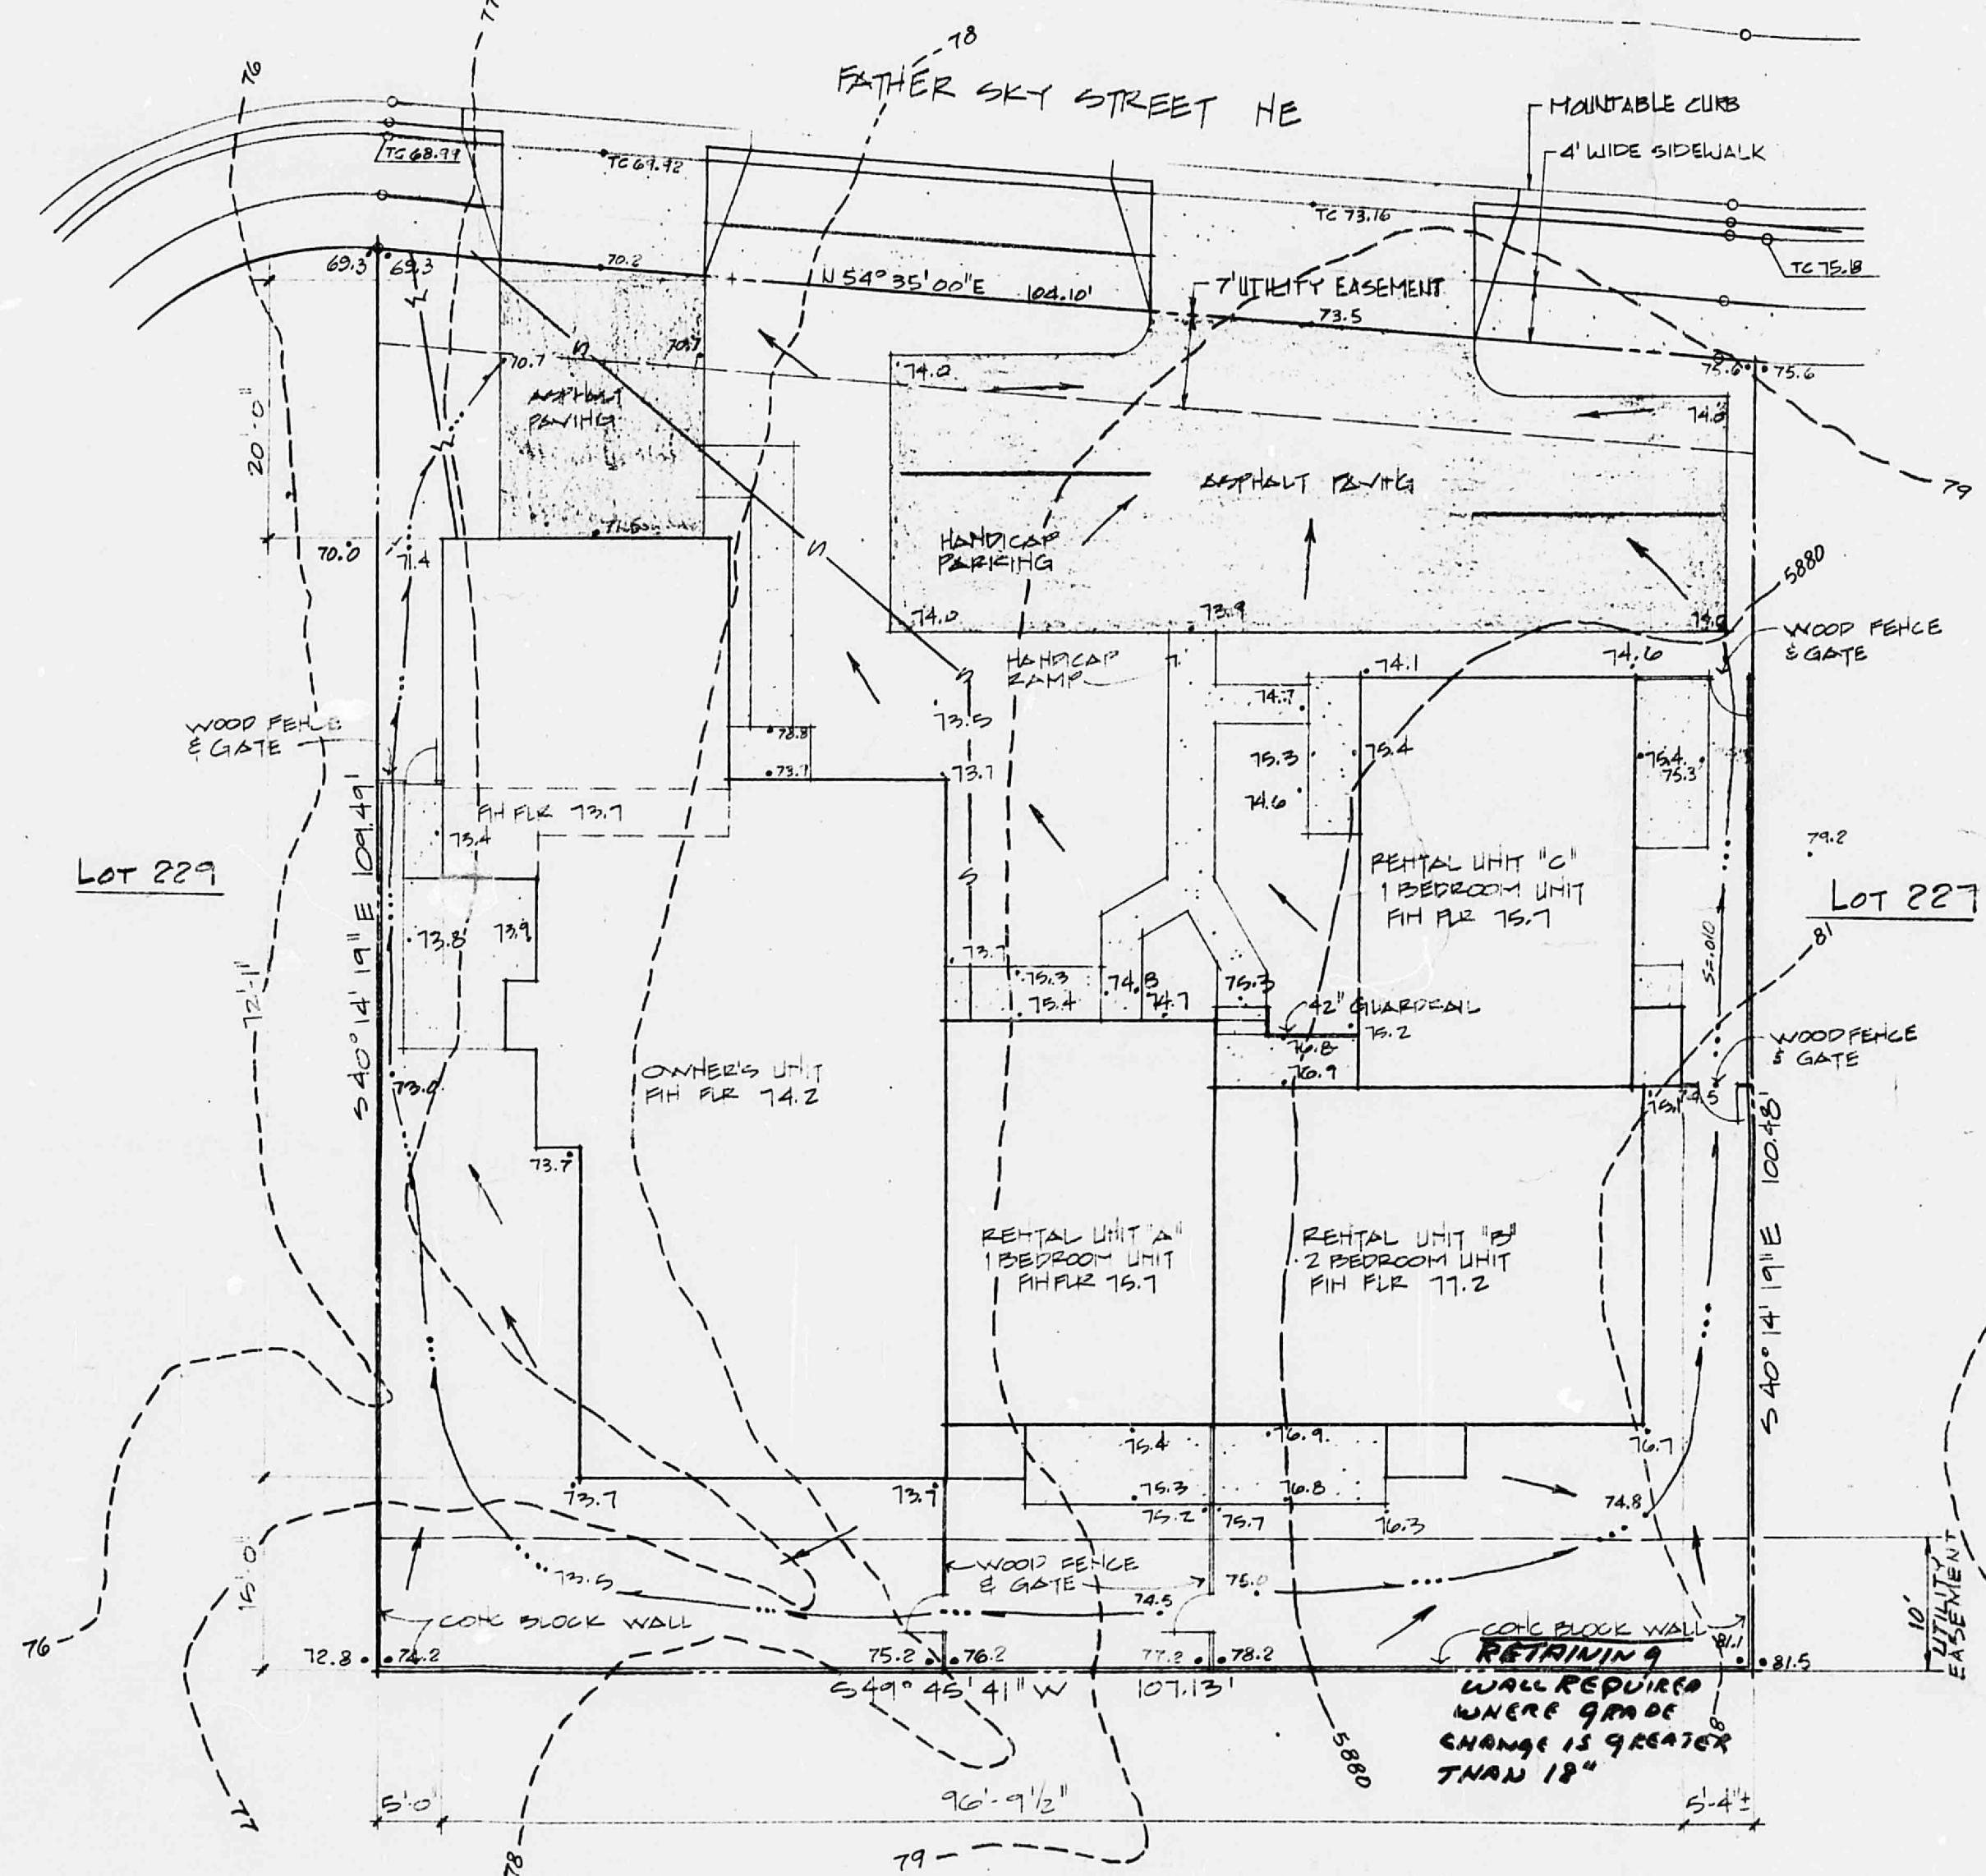 77
78
76
FATHER SKY STREET NE
MOUNTABLE CURB
4' WIDE SIDEWALK
TC 68.99
TC 69.92
TC 73.16
TC 75.18
69.3
69.3
70.2
N 54° 35' 00" E 104.10'
7' UTILITY EASEMENT
73.5
75.6
75.6
70.7
70.7
74.0
74.0
79
ASPHALT
PAVING
20'-0"
ASPHALT PAVING
HANDICAP
PARKING
70.0
71.4
71.5
5880
74.0
73.9
WOOD FENCE
& GATE
HANDICAP
RAMP
74.1
74.6
74.7
73.5
WOOD FENCE
& GATE
73.7
73.7
75.3
75.4
75.4
75.3
74.6
FIN FLR 73.7
73.4
79.2
LOT 229
RENTAL UNIT "C"
1 BEDROOM UNIT
FIN FLR 75.7
LOT 227
S 40° 14' 19" E 109.49'
73.8
73.9
73.7
81
S=.010
75.3
75.4
74.8
74.7
75.3
42" GUARDRAIL
75.2
76.8
76.9
12'-1"
73.0
OWNER'S UNIT
FIN FLR 74.2
WOOD FENCE
& GATE
75.1
74.5
73.7
S 40° 14' 19" E 100.48'
RENTAL UNIT "A"
1 BEDROOM UNIT
FIN FLR 75.7
RENTAL UNIT "B"
2 BEDROOM UNIT
FIN FLR 77.2
75.4
76.9
76.7
73.7
73.7
75.3
76.8
74.8
75.2
75.7
76.3
15'-0"
73.5
WOOD FENCE
& GATE
75.0
74.5
10'
UTILITY
EASEMENT
76
CONC BLOCK WALL
CONC BLOCK WALL
72.8
74.2
75.2
76.2
77.2
78.2
81.1
81.5
RETAINING
WALL REQUIRED
WHERE GRADE
CHANGE IS GREATER
THAN 18"
S 49° 45' 41" W 107.13'
5880
77
5'-0"
96'-9 1/2"
5'-4"±
78
79